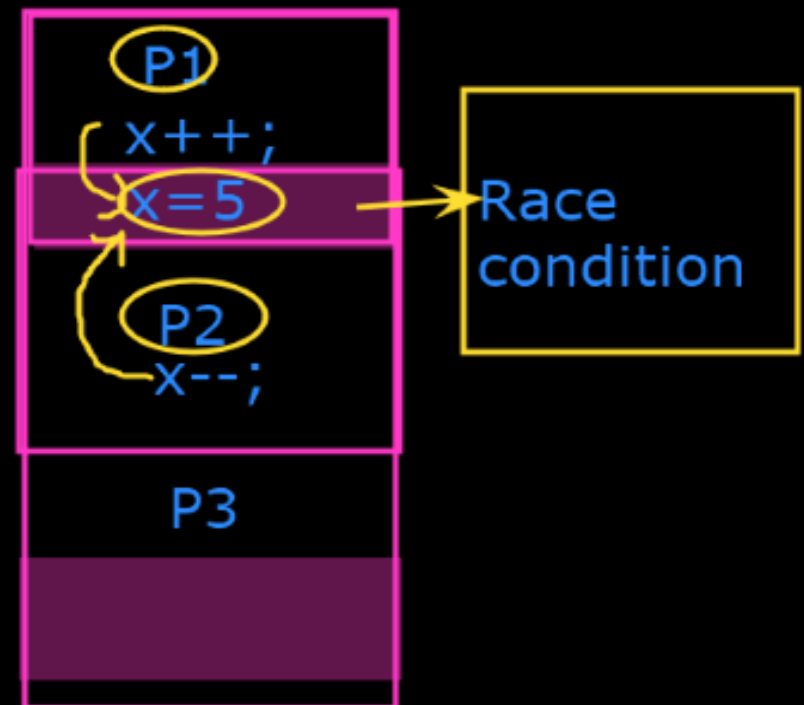 P1
x++;
x=5
Race
condition
P2
x--;
P3